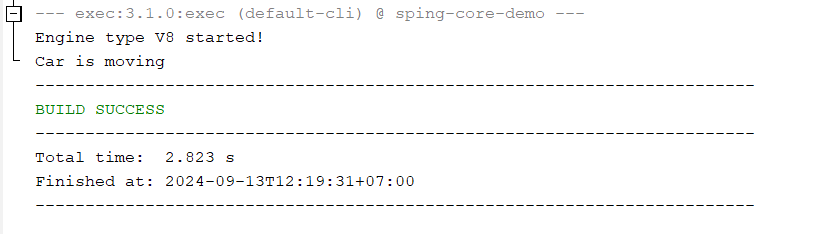 --- exec:3.1.0:exec (default-cli) @ sping-core-demo ---
Engine type V8 started!
Car is moving
------------------------------------------------------------------------
BUILD SUCCESS
------------------------------------------------------------------------
Total time:  2.823 s
Finished at: 2024-09-13T12:19:31+07:00
------------------------------------------------------------------------